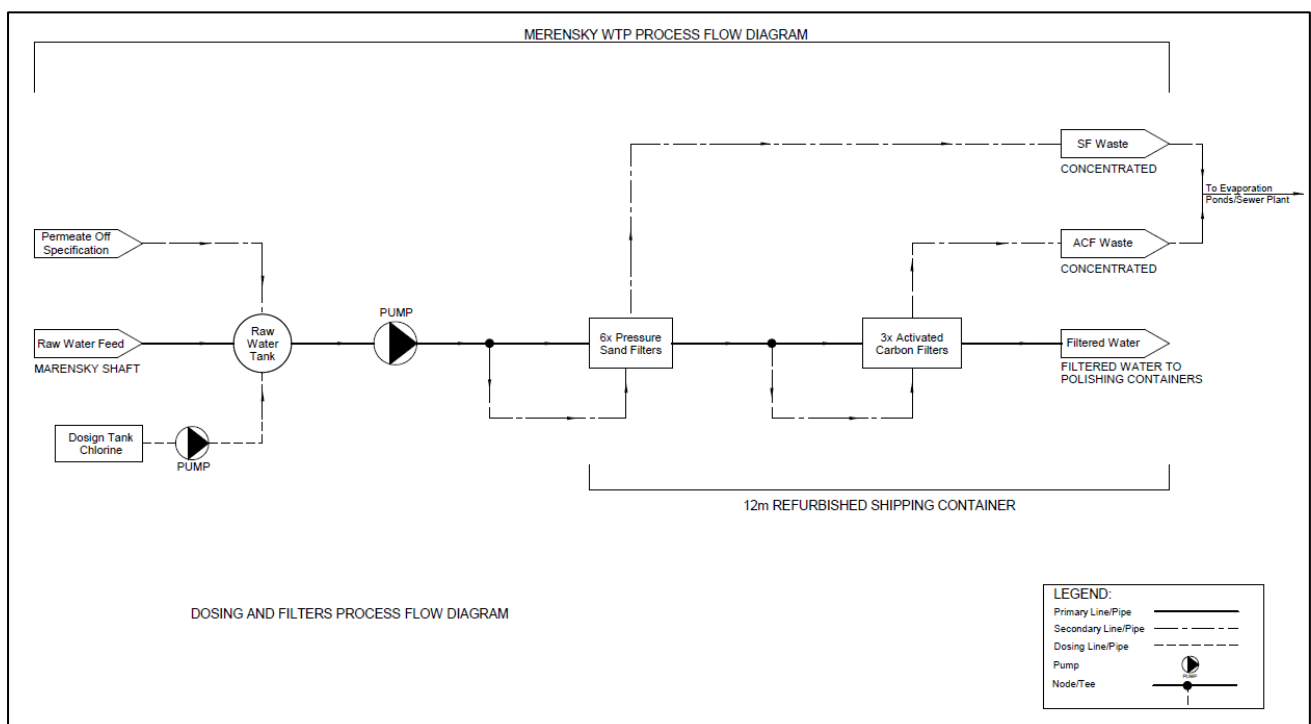 MERENSKY WTP PROCESS FLOW DIAGRAM
SF Waste
CONCENTRATED
To Evaporation
Ponds/Sewer Plant
Permeate Off
Specification
ACF Waste
CONCENTRATED
Raw Water Feed
MARENSKY SHAFT
Raw
Water
Tank
PUMP
6x Pressure
Sand Filters
3x Activated
Carbon Filters
Filtered Water
FILTERED WATER TO
POLISHING CONTAINERS
Dosign Tank
Chlorine
PUMP
12m REFURBISHED SHIPPING CONTAINER
DOSING AND FILTERS PROCESS FLOW DIAGRAM
LEGEND:
Primary Line/Pipe
Secondary Line/Pipe
Dosing Line/Pipe
Pump
PUMP
Node/Tee